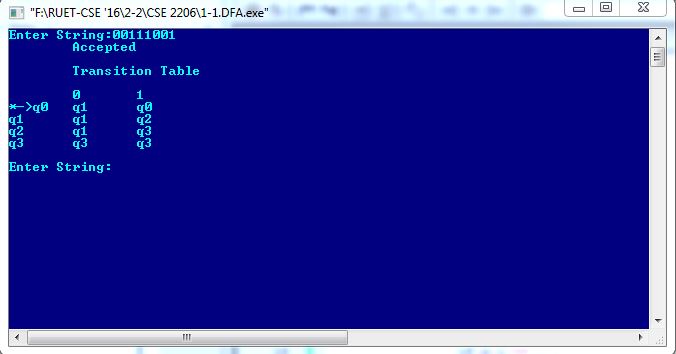 "F:\RUET-CSE '16\2-2\CSE 2206\1-1.DFA.exe"
Enter String:00111001
Accepted
Transition Table
0 1
*->q0 q1 q0
q1 q1 q2
q2 q1 q3
q3 q3 q3
Enter String: